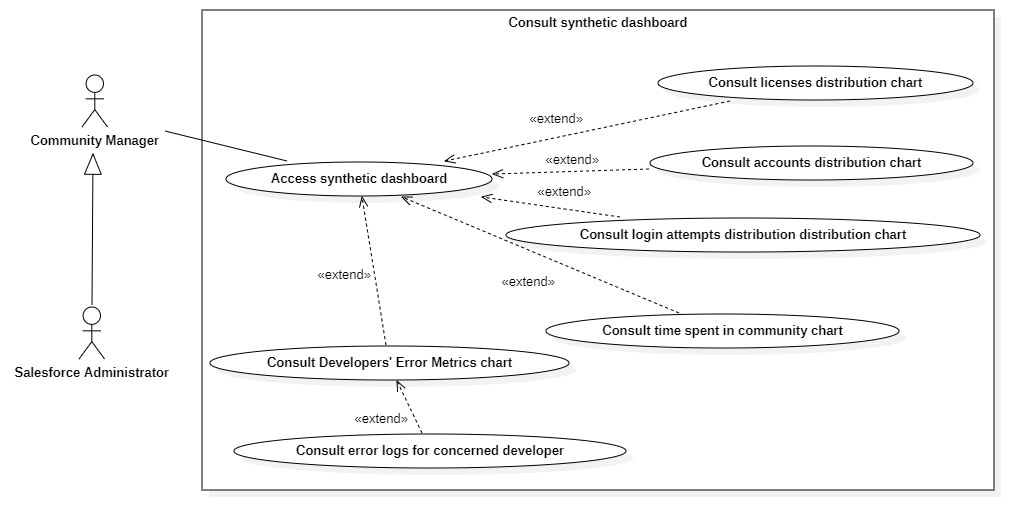 Consult synthetic dashboard
Consult licenses distribution chart
«extend»
Community Manager
Consult accounts distribution chart
«extend»
Access synthetic dashboard
«extend»
Consult login attempts distribution distribution chart
«extend»
«extend»
Consult time spent in community chart
Consult Developers' Error Metrics chart
Salesforce Administrator
«extend»
Consult error logs for concerned developer